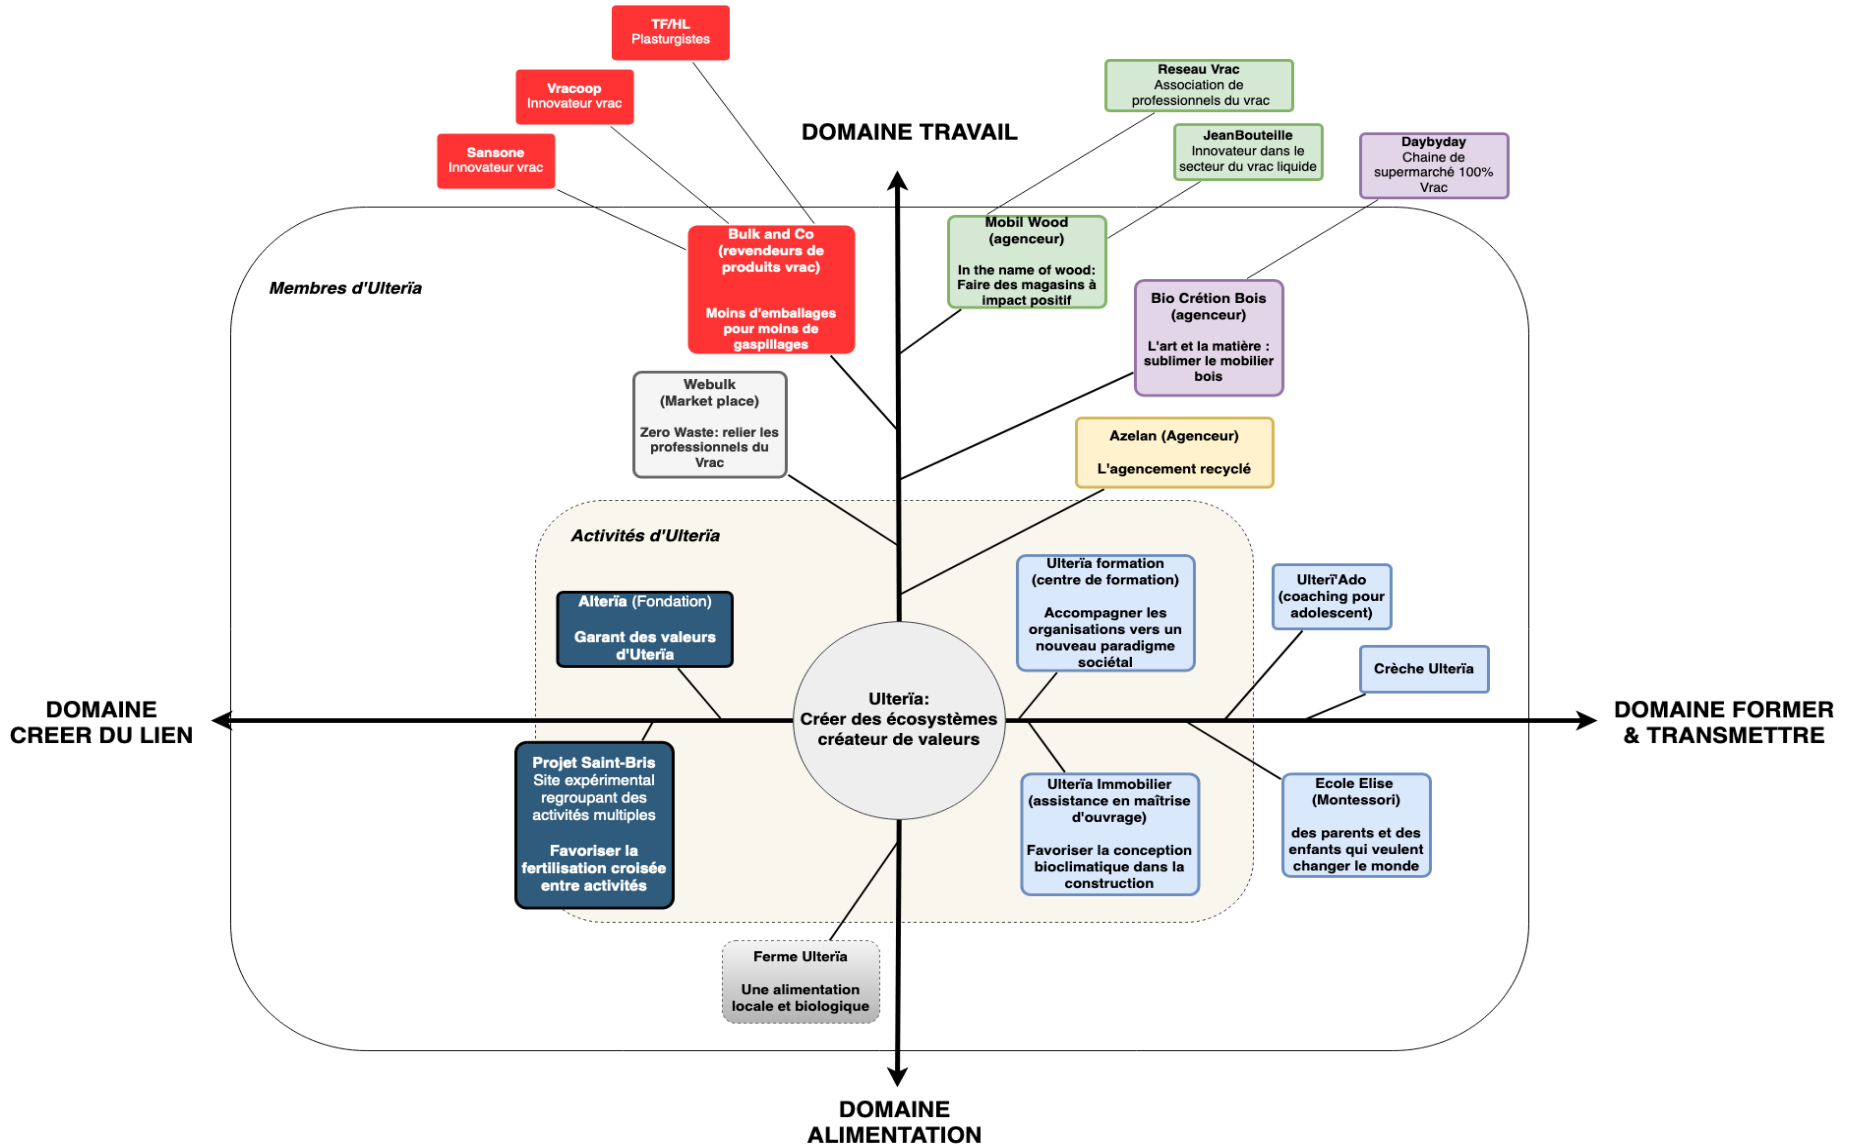 TF/HL
Plasturgistes
Vracoop
Innovateur vrac
Sansone
Innovateur vrac
DOMAINE TRAVAIL
Reseau Vrac
Association de
professionnels du vrac
JeanBouteille
Innovateur dans le
secteur du vrac liquide
Daybyday
Chaine de
supermarché 100%
Vrac
Membres d'Ulterïa
Bulk and Co
(revendeurs de
produits vrac)
Moins d'emballages
pour moins de
gaspillages
Mobil Wood
(agenceur)
In the name of wood:
Faire des magasins à
impact positif
Bio Crétion Bois
(agenceur)
L'art et la matière :
sublimer le mobilier
bois
Webulk
(Market place)
Zero Waste: relier les
professionnels du
Vrac
Azelan (Agenceur)
L'agencement recyclé
Activités d'Ulterïa
Alterïa (Fondation)
Garant des valeurs
d'Uterïa
Ulterïa formation
(centre de formation)
Accompagner les
organisations vers un
nouveau paradigme
sociétal
Ulterï'Ado
(coaching pour
adolescent)
Crèche Ulterïa
DOMAINE
CREER DU LIEN
Ulterïa:
Créer des écosystèmes
créateur de valeurs
DOMAINE FORMER
& TRANSMETTRE
Projet Saint-Bris
Site expérimental
regroupant des
activités multiples
Favoriser la
fertilisation croisée
entre activités
Ulterïa Immobilier
(assistance en maîtrise
d'ouvrage)
Favoriser la conception
bioclimatique dans la
construction
Ecole Elise
(Montessori)
des parents et des
enfants qui veulent
changer le monde
Ferme Ulterïa
Une alimentation
locale et biologique
DOMAINE
ALIMENTATION